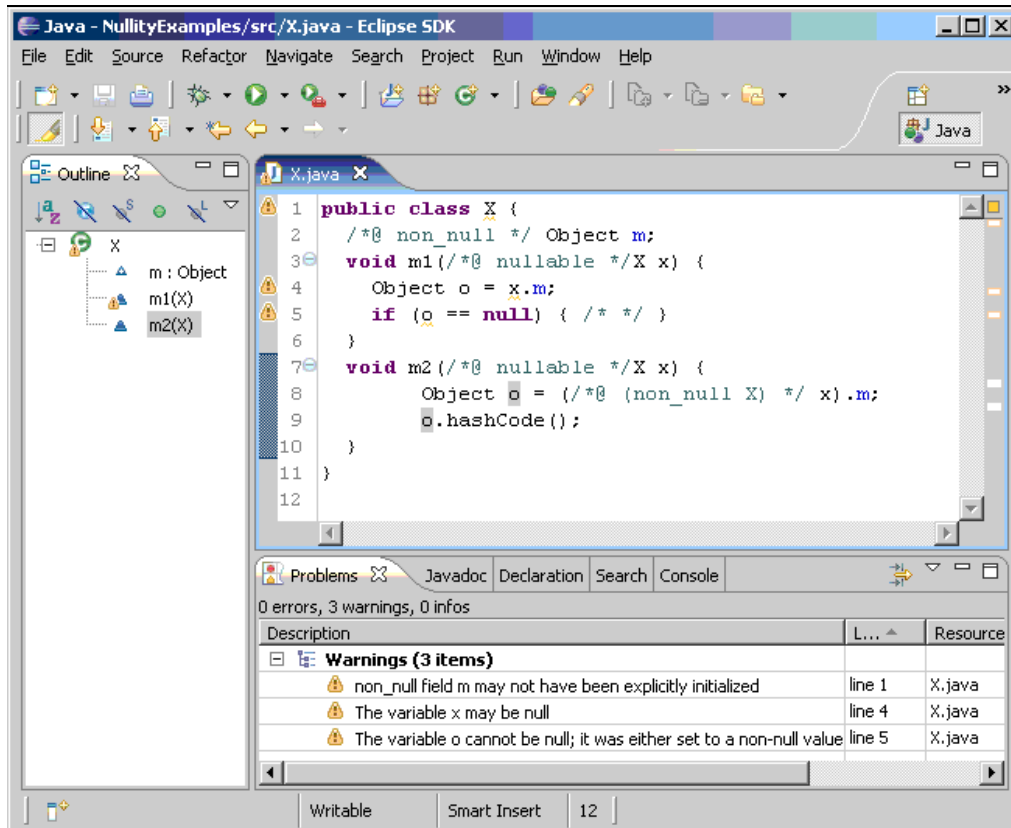 Java - NullityExamples/src/X.java - Eclipse SDK
File Edit Source Refactor Navigate Search Project Run Window Help
Java
Outline
X
m : Object
m1(X)
m2(X)
X.java
1 public class X {
2 /*@ non_null */ Object m;
3 void m1(/*@ nullable */X x) {
4 Object o = x.m;
5 if (o == null) { /* */ }
6 }
7 void m2(/*@ nullable */X x) {
8 Object o = (/*@ (non_null X) */ x).m;
9 o.hashCode();
10 }
11 }
12
Problems Javadoc Declaration Search Console
0 errors, 3 warnings, 0 infos
Description L... Resource
Warnings (3 items)
non_null field m may not have been explicitly initialized line 1 X.java
The variable x may be null line 4 X.java
The variable o cannot be null; it was either set to a non-null value line 5 X.java
Writable Smart Insert 12